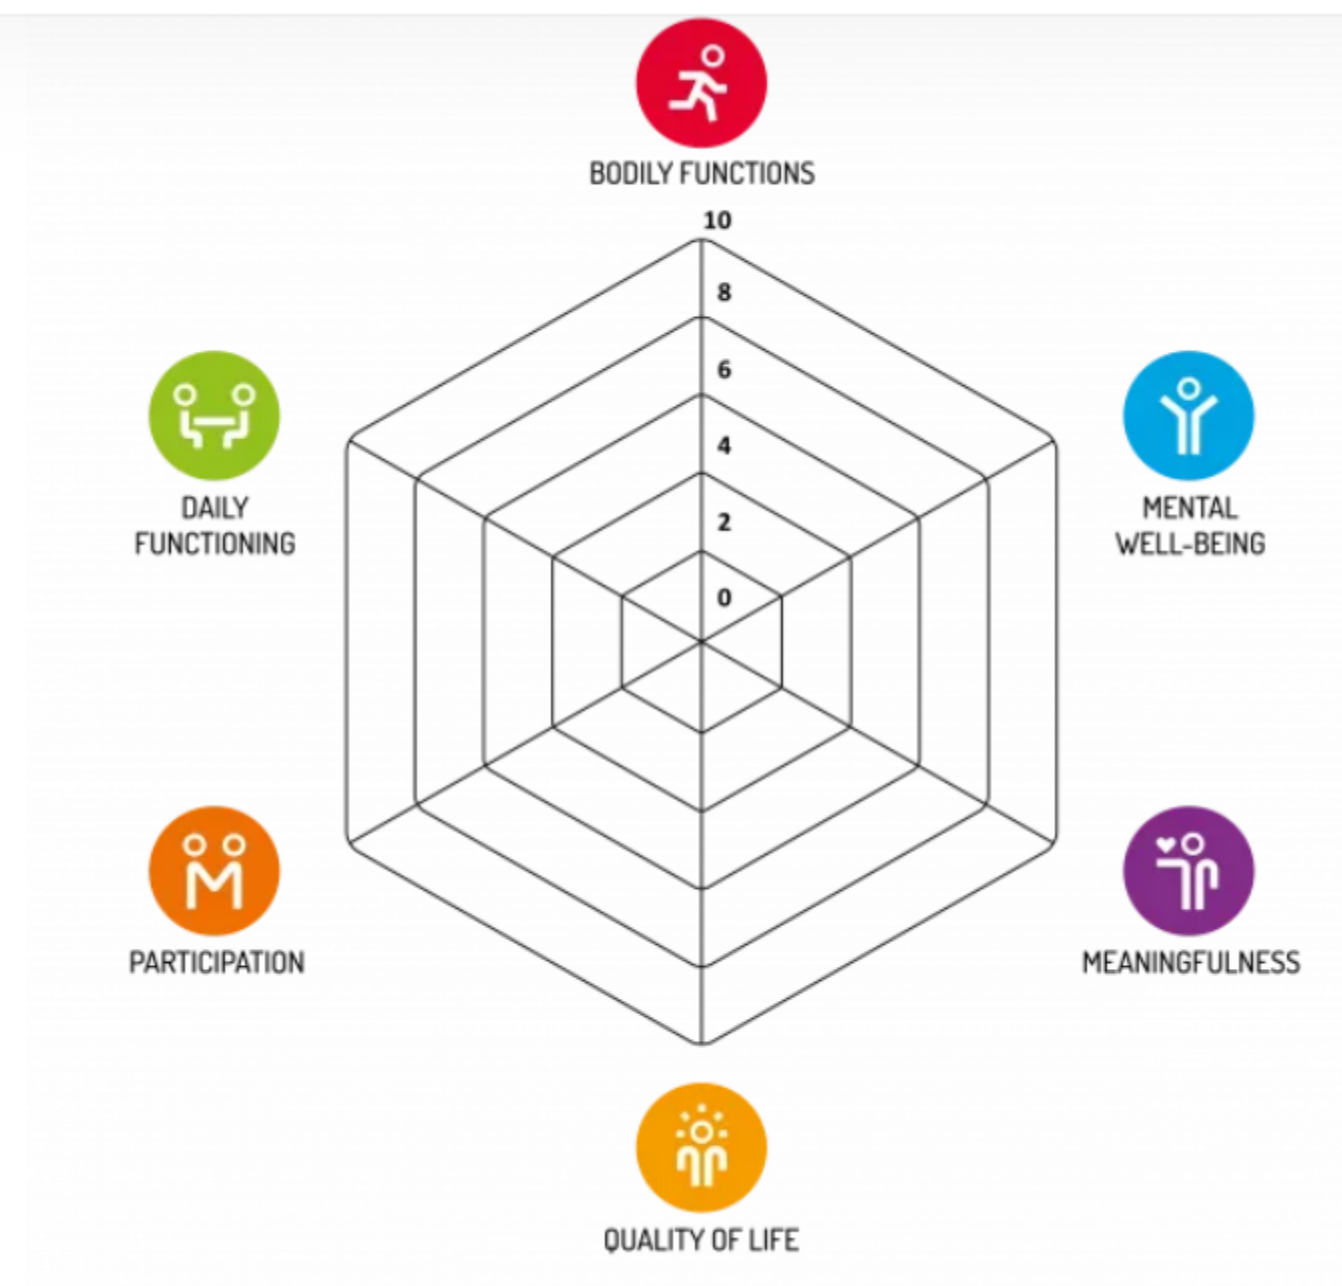 BODILY FUNCTIONS
10
8
6
4
2
0
DAILY
FUNCTIONING
MENTAL
WELL-BEING
PARTICIPATION
MEANINGFULNESS
QUALITY OF LIFE